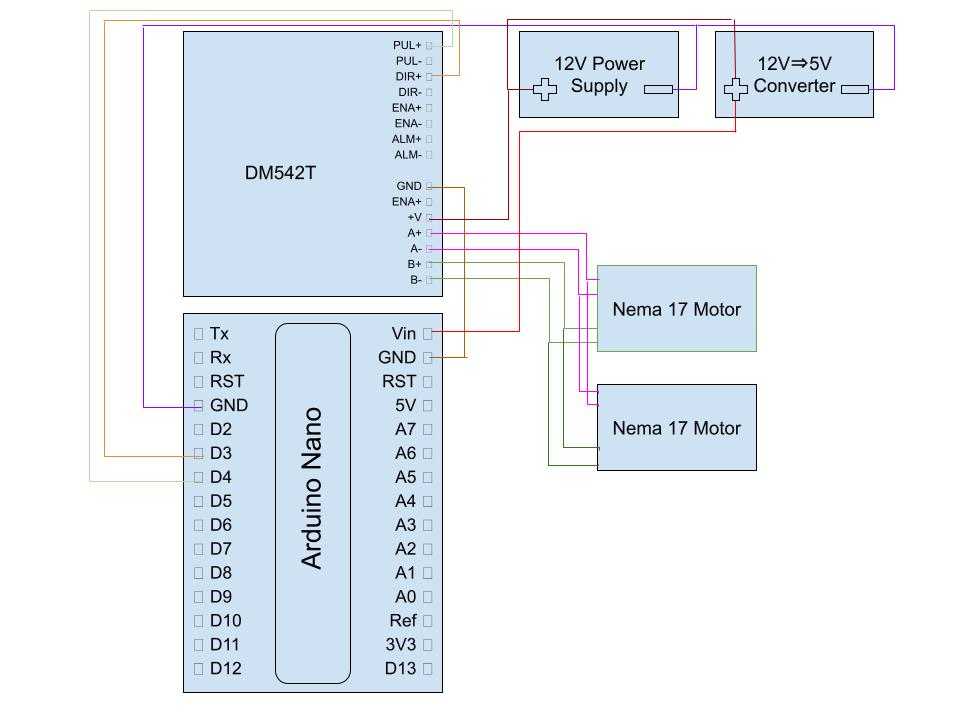 PUL+
PUL-
DIR+
DIR-
ENA+
ENA-
ALM+
ALM-
DM542T
GND
ENA+
+V
A+
A-
B+
B-
12V Power
Supply
12V⇒5V
Converter
Nema 17 Motor
Nema 17 Motor
Tx
Rx
RST
GND
D2
D3
D4
D5
D6
D7
D8
D9
D10
D11
D12
Arduino Nano
Vin
GND
RST
5V
A7
A6
A5
A4
A3
A2
A1
A0
Ref
3V3
D13